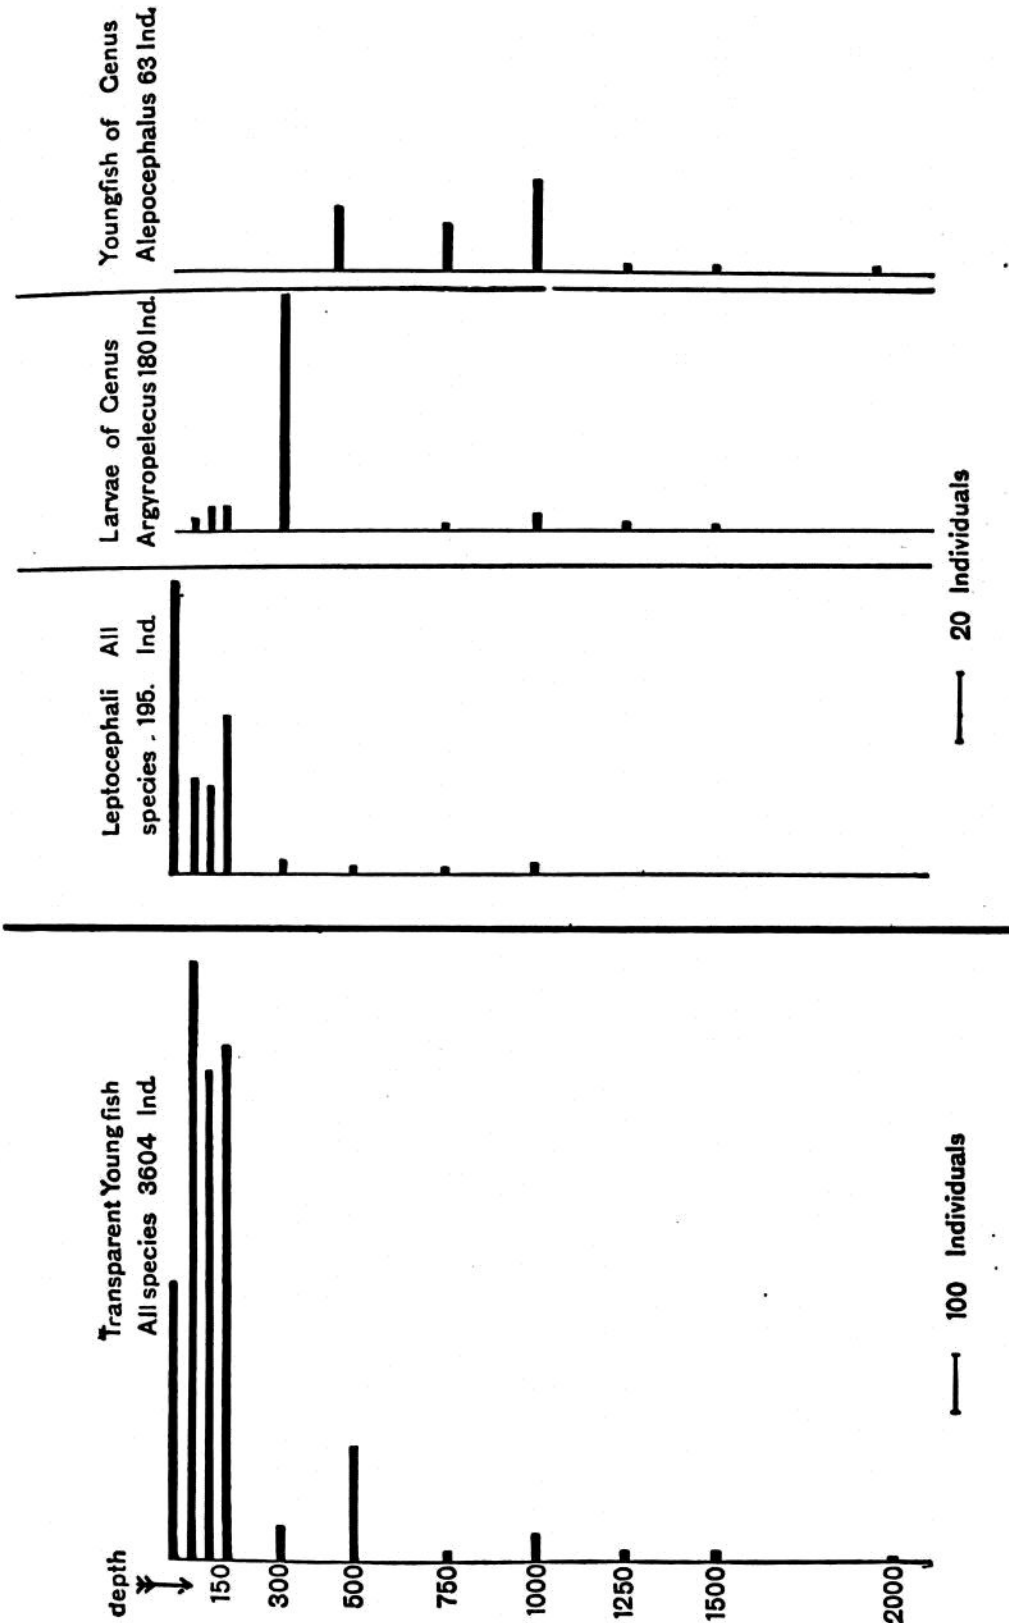 depth
150
300
500
750
1000
1250
1500
2000
Transparent Youngfish
All species 3604 Ind.
100 Individuals
Leptocephali All
species . 195. Ind.
Larvae of Genus
Argyropelecus 180 Ind.
Youngfish of Genus
Alepocephalus 63 Ind.
20 Individuals